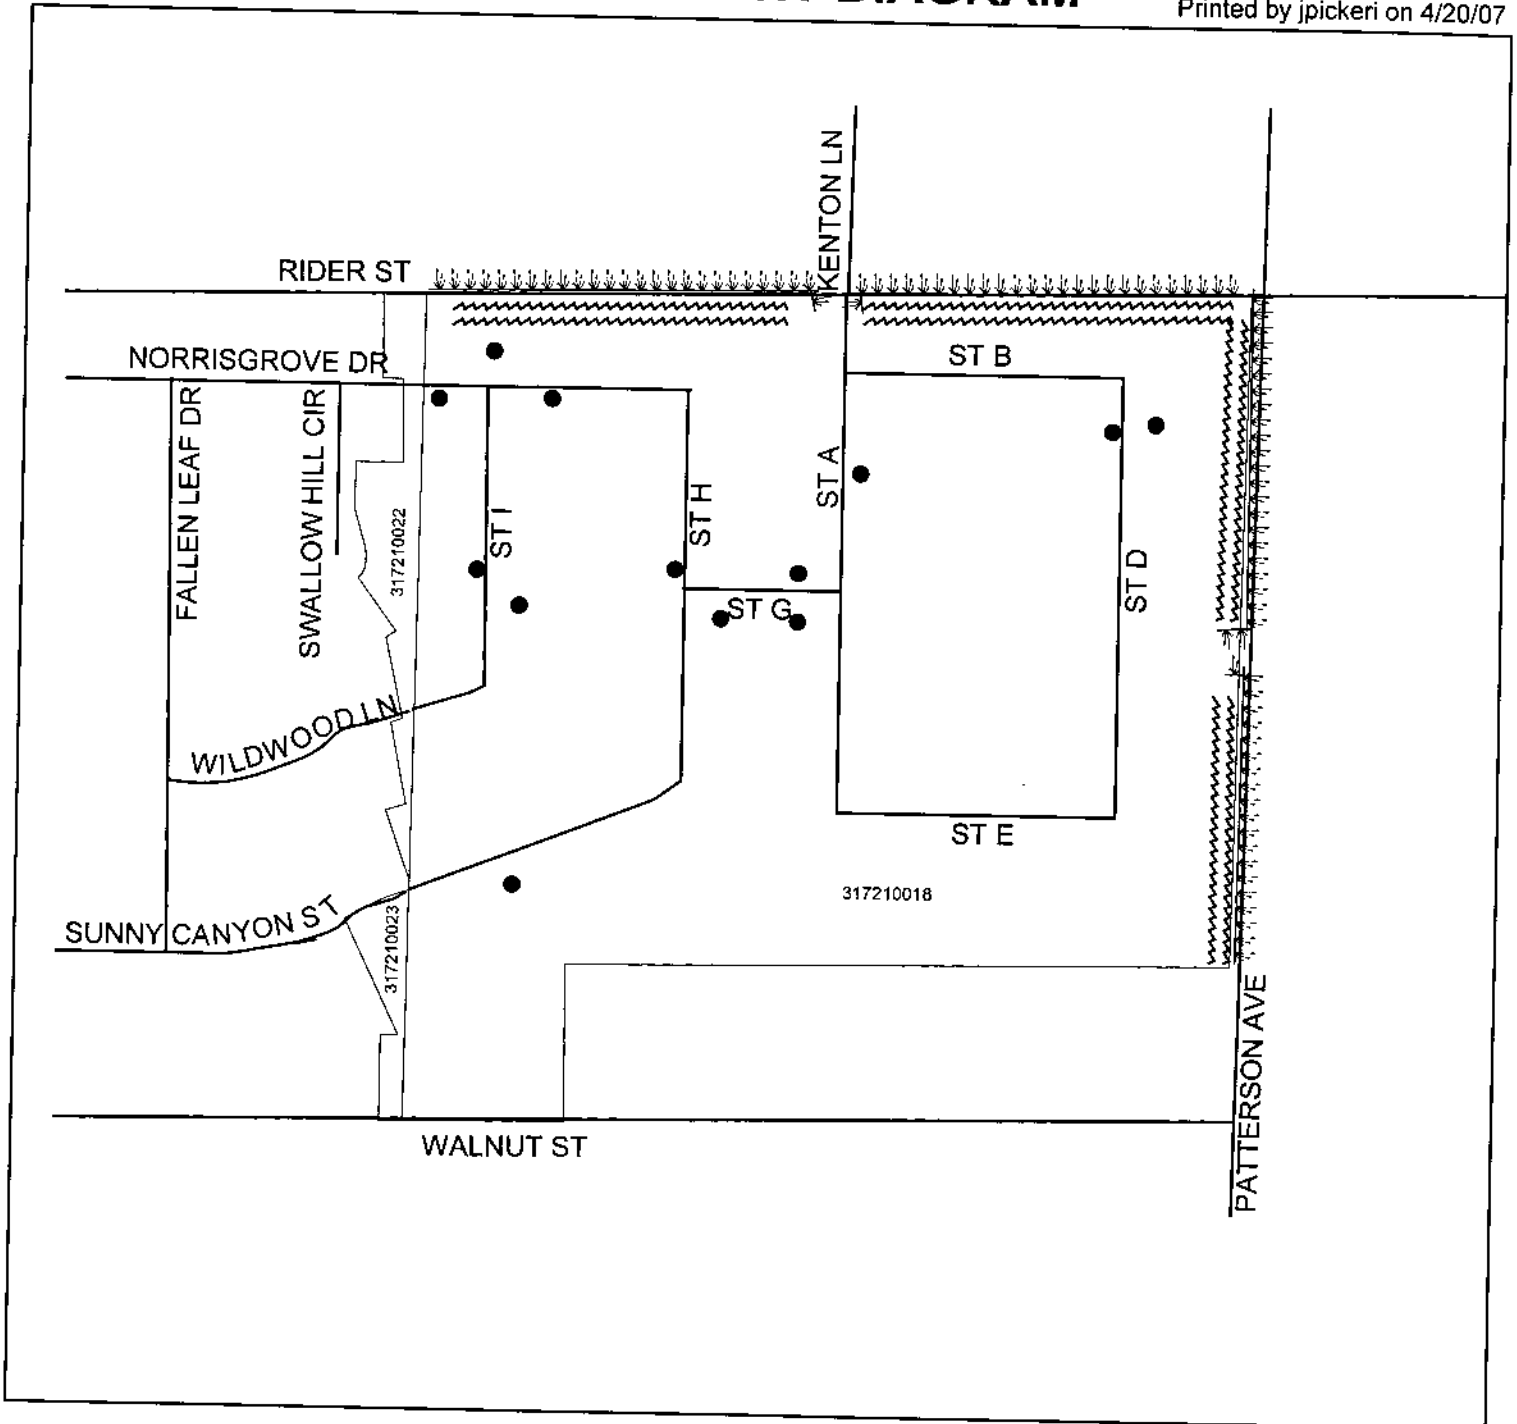 DIAGRAM
Printed by jpickeri on 4/20/07
KENTON LN
RIDER ST
NORRISGROVE DR
ST B
FALLEN LEAF DR
SWALLOW HILL CIR
317210022
ST I
ST H
ST A
ST D
ST G
WILDWOOD LN
ST E
317210018
SUNNY CANYON ST
317210023
PATTERSON AVE
WALNUT ST